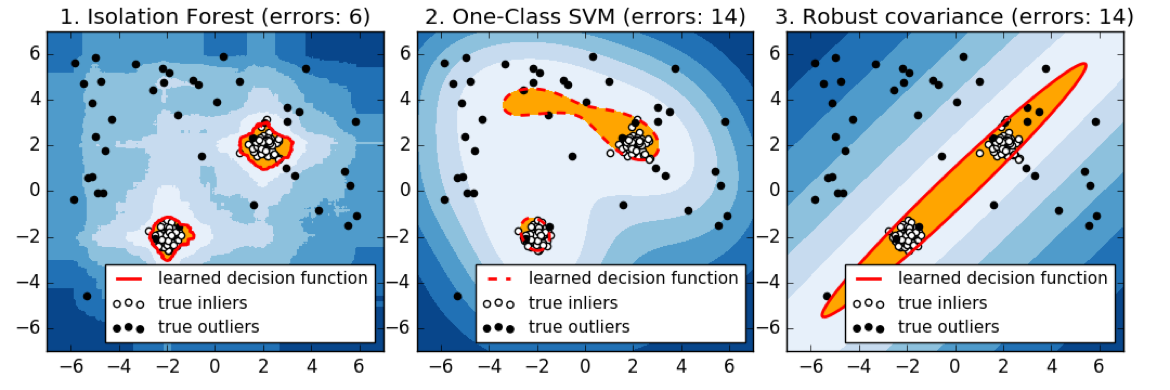 1. Isolation Forest (errors: 6)
2. One-Class SVM (errors: 14)
3. Robust covariance (errors: 14)
6
4
2
0
−2
−4
−6
learned decision function
true inliers
true outliers
−6 −4 −2 0 2 4 6
6
4
2
0
−2
−4
−6
learned decision function
true inliers
true outliers
−6 −4 −2 0 2 4 6
6
4
2
0
−2
−4
−6
learned decision function
true inliers
true outliers
−6 −4 −2 0 2 4 6